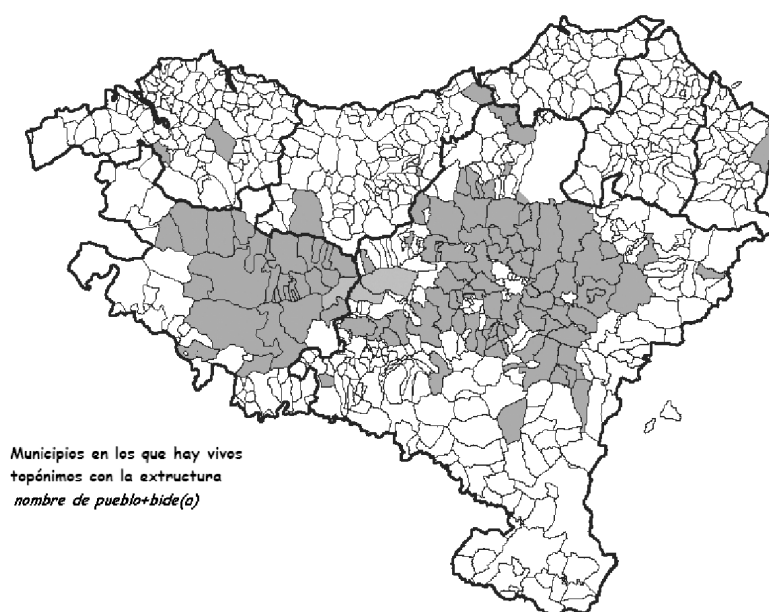 Municipios en los que hay vivos
topónimos con la extructura
nombre de pueblo+bide(a)